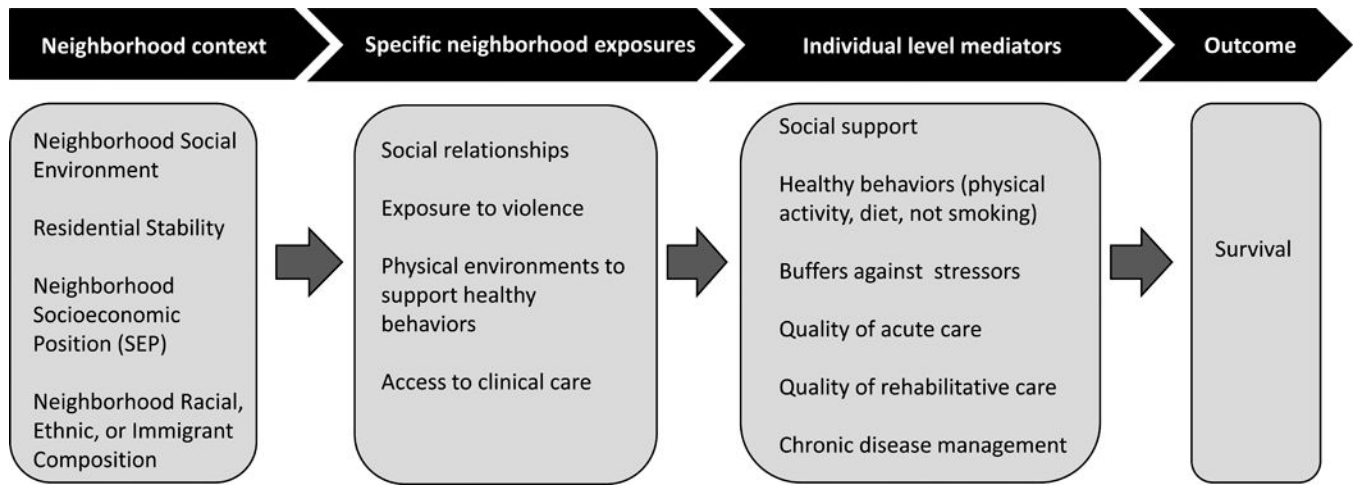 Neighborhood context
Specific neighborhood exposures
Individual level mediators
Outcome
Neighborhood Social
Environment
Residential Stability
Neighborhood
Socioeconomic
Position (SEP)
Neighborhood Racial,
Ethnic, or Immigrant
Composition
Social relationships
Exposure to violence
Physical environments to
support healthy
behaviors
Access to clinical care
Social support
Healthy behaviors (physical
activity, diet, not smoking)
Buffers against stressors
Quality of acute care
Quality of rehabilitative care
Chronic disease management
Survival